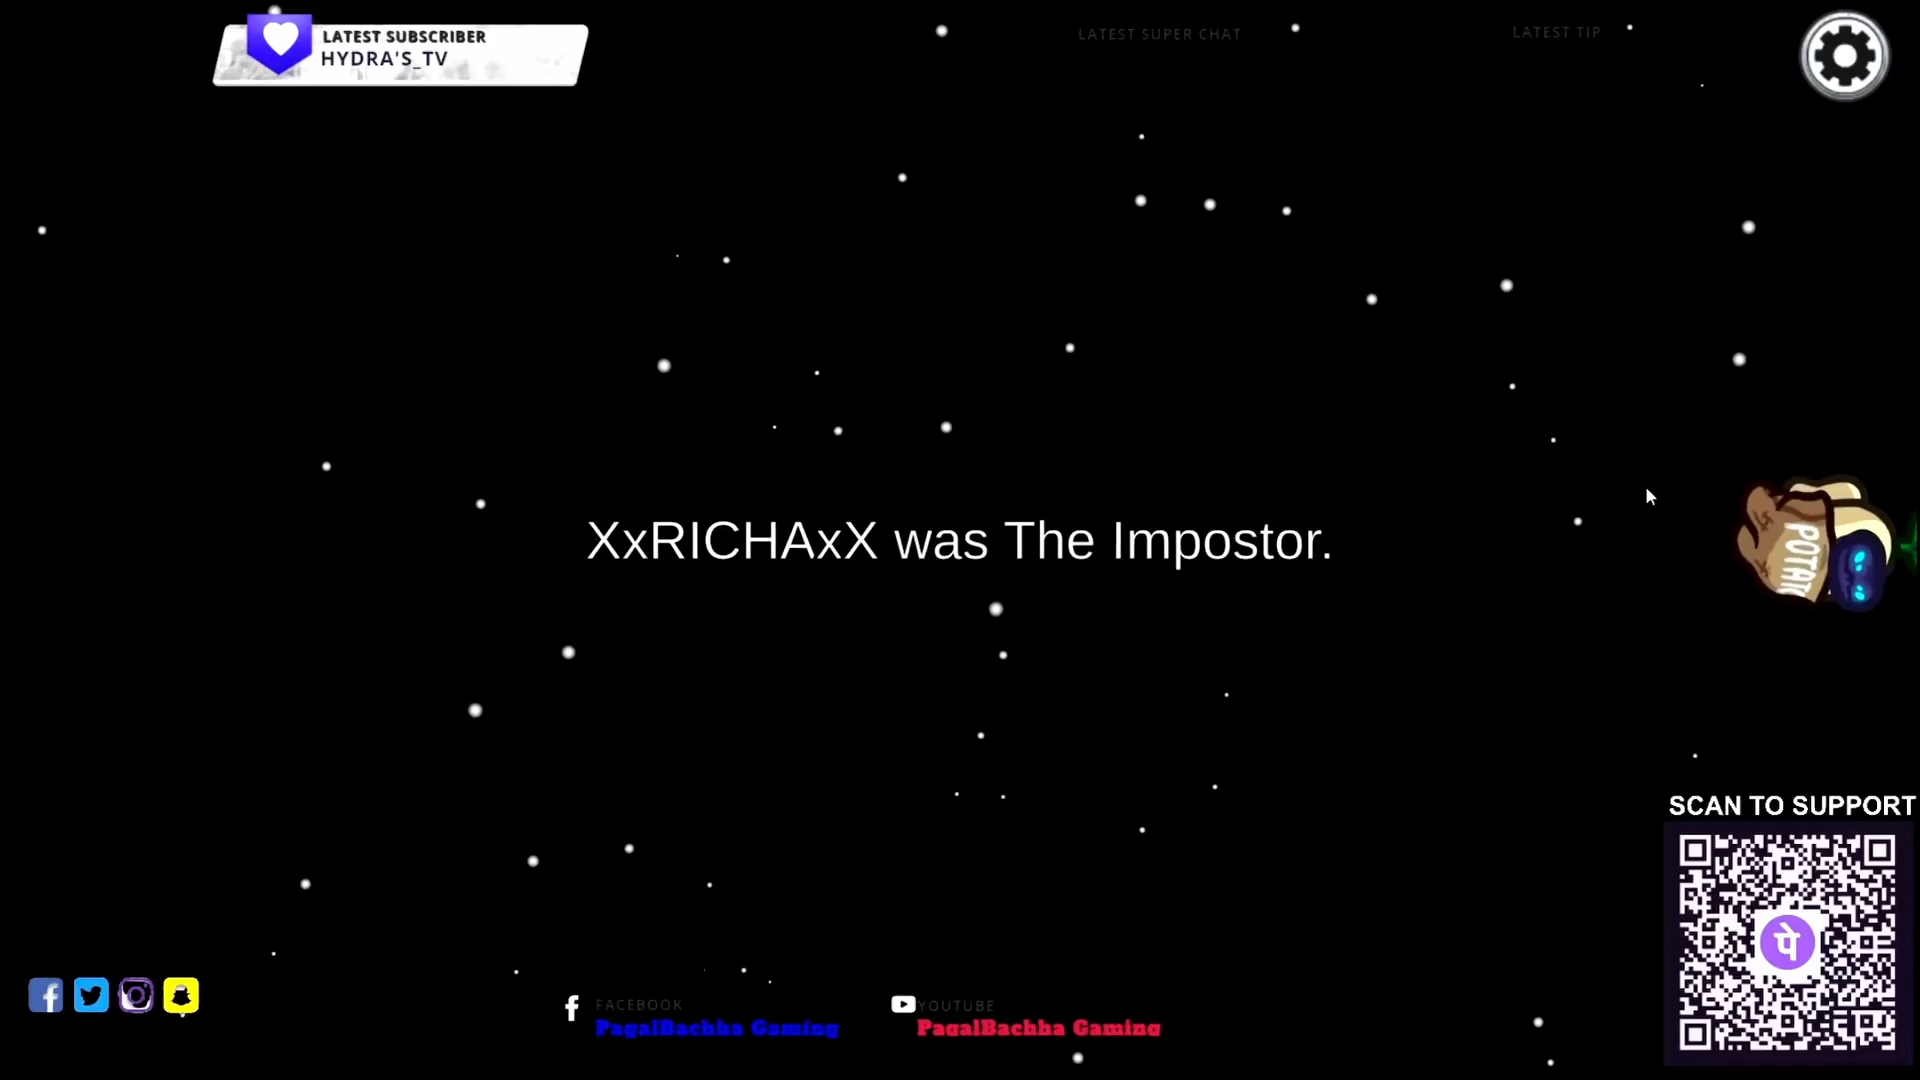 LATEST SUBSCRIBER
HYDRA'S_TV
LATEST SUPER CHAT
LATEST TIP
XxRICHAxX was The Impostor.
POTAT
SCAN TO SUPPORT
पे
FACEBOOK
PagalBachha Gaming
YOUTUBE
PagalBachha Gaming